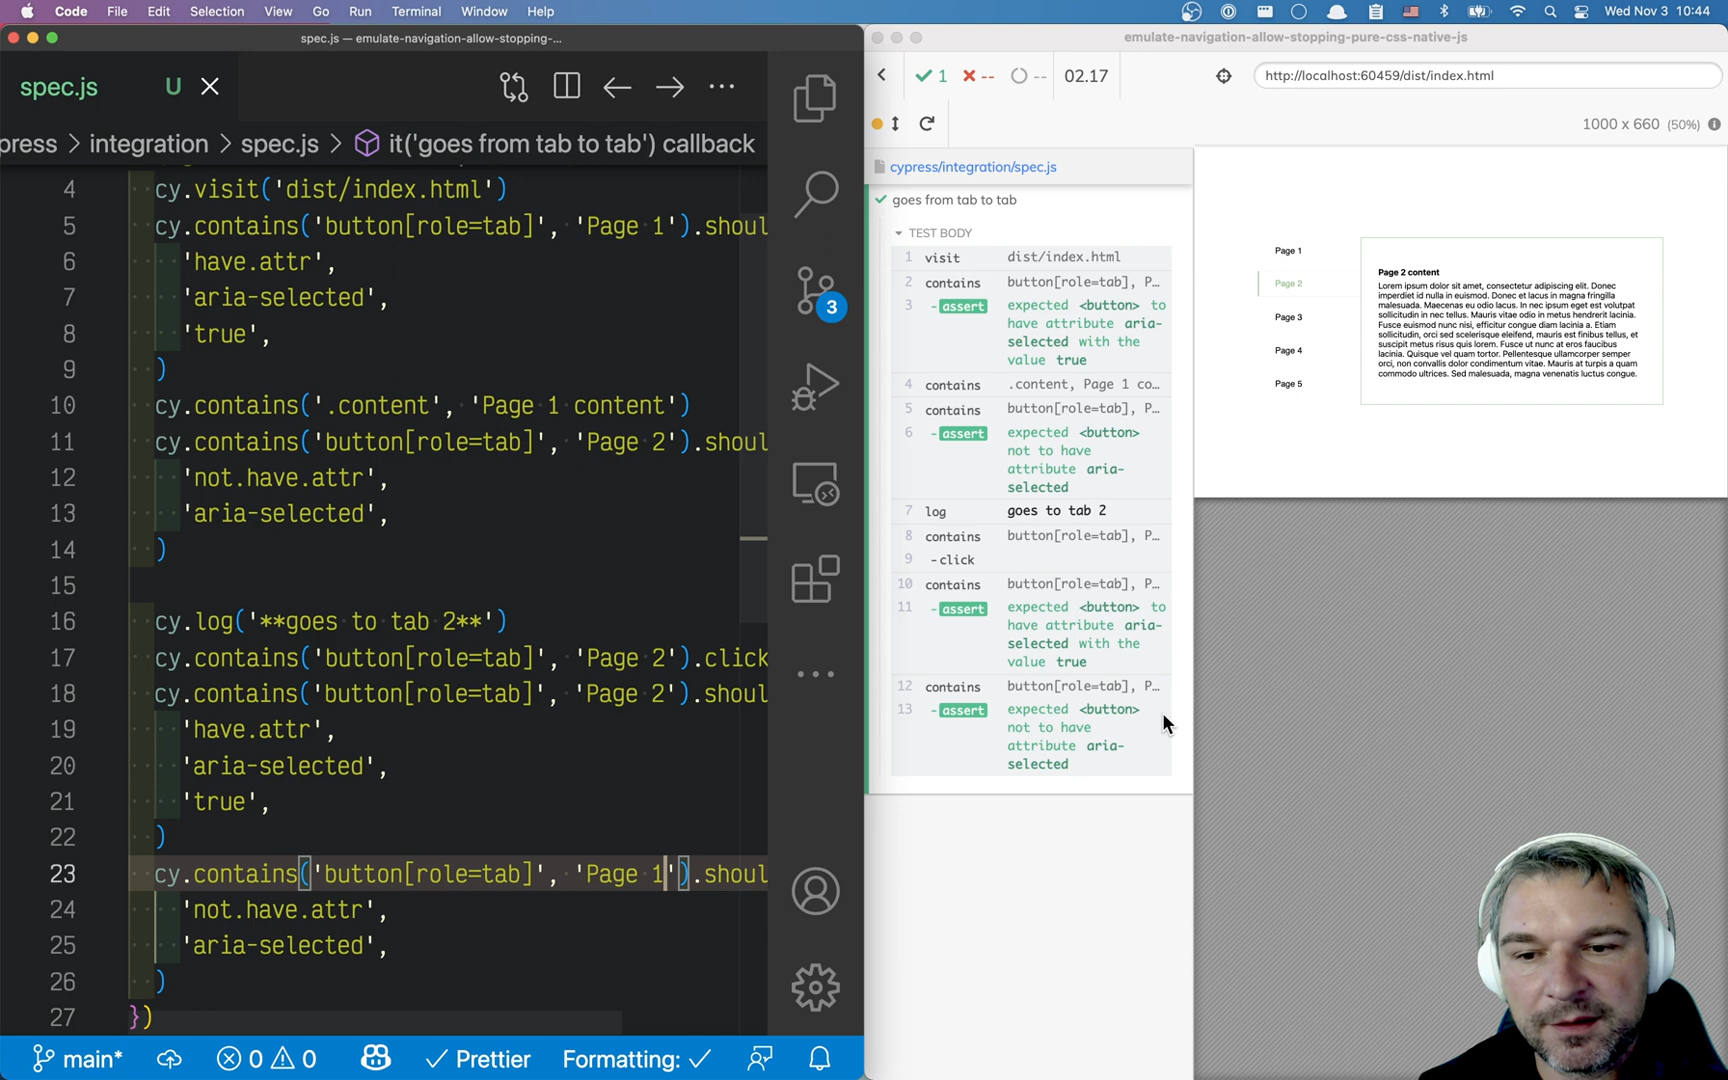 Code File Edit Selection View Go Run Terminal Window Help
Wed Nov 3 10:44
spec.js — emulate-navigation-allow-stopping-...
spec.js U
press > integration > spec.js > it('goes from tab to tab') callback
4 cy.visit('dist/index.html')
5 cy.contains('button[role=tab]', 'Page 1').shoul
6 'have.attr',
7 'aria-selected',
8 'true',
9 )
10 cy.contains('.content', 'Page 1 content')
11 cy.contains('button[role=tab]', 'Page 2').shoul
12 'not.have.attr',
13 'aria-selected',
14 )
15
16 cy.log('**goes to tab 2**')
17 cy.contains('button[role=tab]', 'Page 2').click
18 cy.contains('button[role=tab]', 'Page 2').shoul
19 'have.attr',
20 'aria-selected',
21 'true',
22 )
23 cy.contains('button[role=tab]', 'Page 1').shoul
24 'not.have.attr',
25 'aria-selected',
26 )
27 })
3
main* 0 0 Prettier Formatting:
emulate-navigation-allow-stopping-pure-css-native-js
1 -- -- 02.17
http://localhost:60459/dist/index.html
1000 x 660 (50%)
cypress/integration/spec.js
goes from tab to tab
TEST BODY
1 visit dist/index.html
2 contains button[role=tab], P...
3 -assert expected <button> to
have attribute aria-
selected with the
value true
4 contains .content, Page 1 co...
5 contains button[role=tab], P...
6 -assert expected <button>
not to have
attribute aria-
selected
7 log goes to tab 2
8 contains button[role=tab], P...
9 -click
10 contains button[role=tab], P...
11 -assert expected <button> to
have attribute aria-
selected with the
value true
12 contains button[role=tab], P...
13 -assert expected <button>
not to have
attribute aria-
selected
Page 1
Page 2
Page 3
Page 4
Page 5
Page 2 content
Lorem ipsum dolor sit amet, consectetur adipiscing elit. Donec
imperdiet id nulla in euismod. Donec et lacus in magna fringilla
malesuada. Maecenas eu odio lacus. In nec ipsum eget est volutpat
sollicitudin in nec tellus. Mauris vitae odio in metus hendrerit lacinia.
Fusce euismod nunc nisi, efficitur congue diam lacinia a. Etiam
sollicitudin, orci sed scelerisque eleifend, mauris est finibus tellus, et
suscipit metus risus quis lorem. Fusce ut nunc at eros faucibus
lacinia. Quisque vel quam tortor. Pellentesque ullamcorper semper
orci, non convallis dolor condimentum vitae. Mauris at turpis a quam
commodo ultrices. Sed malesuada, magna venenatis luctus congue.